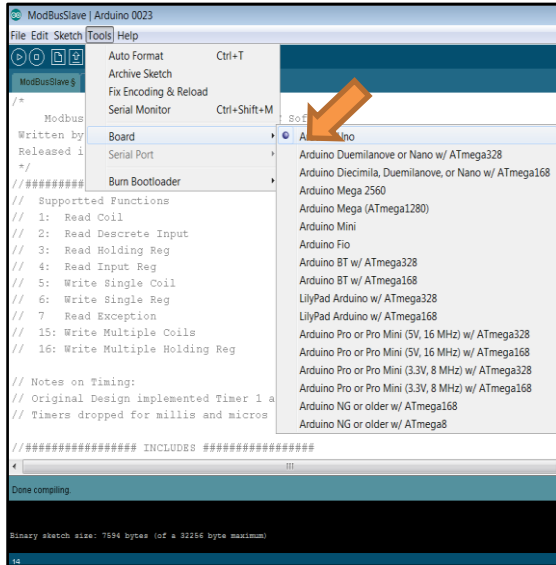 ModBusSlave | Arduino 0023
File Edit Sketch Tools Help
Auto Format Ctrl+T
Archive Sketch
Fix Encoding & Reload
Serial Monitor Ctrl+Shift+M
Board
Serial Port
Burn Bootloader
Arduino Duemilanove or Nano w/ ATmega328
Arduino Diecimila, Duemilanove, or Nano w/ ATmega168
Arduino Mega 2560
Arduino Mega (ATmega1280)
Arduino Mini
Arduino Fio
Arduino BT w/ ATmega328
Arduino BT w/ ATmega168
LilyPad Arduino w/ ATmega328
LilyPad Arduino w/ ATmega168
Arduino Pro or Pro Mini (5V, 16 MHz) w/ ATmega328
Arduino Pro or Pro Mini (5V, 16 MHz) w/ ATmega168
Arduino Pro or Pro Mini (3.3V, 8 MHz) w/ ATmega328
Arduino Pro or Pro Mini (3.3V, 8 MHz) w/ ATmega168
Arduino NG or older w/ ATmega168
Arduino NG or older w/ ATmega8
ModBusSlave §
/*
Modbus
Written by
Released i
*/
//#########
// Supportted Functions
// 1: Read Coil
// 2: Read Descrete Input
// 3: Read Holding Reg
// 4: Read Input Reg
// 5: Write Single Coil
// 6: Write Single Reg
// 7 Read Exception
// 15: Write Multiple Coils
// 16: Write Multiple Holding Reg
// Notes on Timing:
// Original Design implemented Timer 1 a
// Timers dropped for millis and micros
//################# INCLUDES #################
Done compiling.
Binary sketch size: 7594 bytes (of a 32256 byte maximum)
14